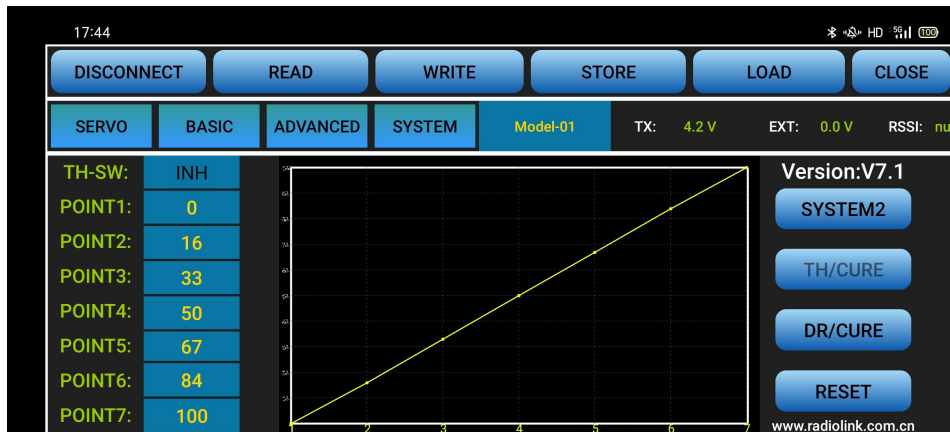 17:44 HD 5G 100
DISCONNECT READ WRITE STORE LOAD CLOSE
SERVO BASIC ADVANCED SYSTEM Model-01 TX: 4.2 V EXT: 0.0 V RSSI: nu
TH-SW: INH
POINT1: 0
POINT2: 16
POINT3: 33
POINT4: 50
POINT5: 67
POINT6: 84
POINT7: 100
2 3 4 5 6 7
Version:V7.1
SYSTEM2
TH/CURE
DR/CURE
RESET
www.radiolink.com.cn